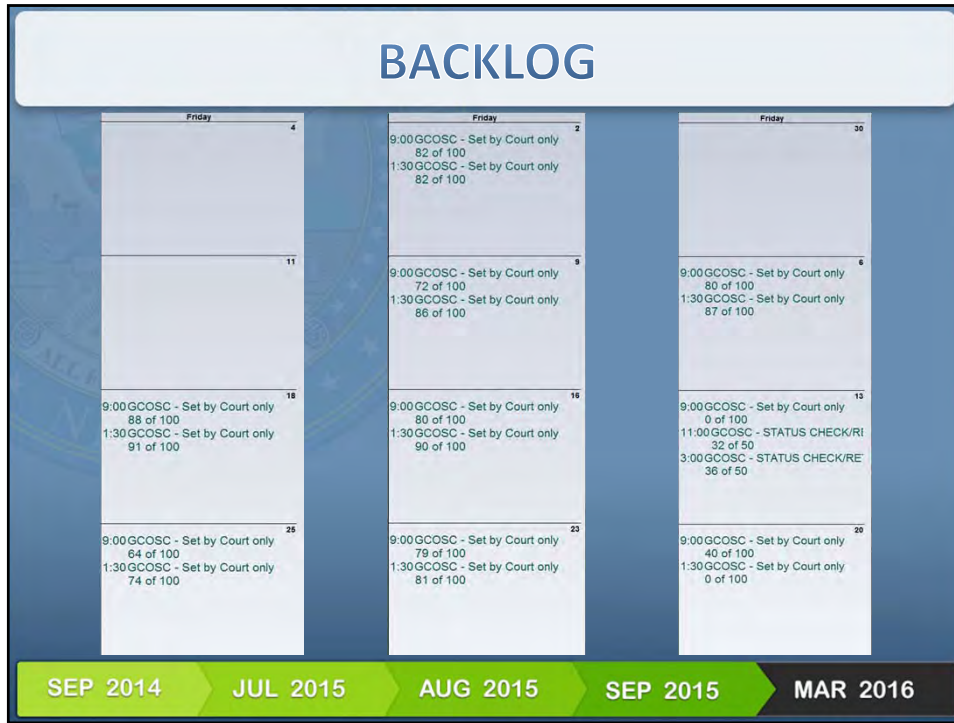 BACKLOG
Friday
4
11
18
9:00 GCOSC - Set by Court only
88 of 100
1:30 GCOSC - Set by Court only
91 of 100
25
9:00 GCOSC - Set by Court only
64 of 100
1:30 GCOSC - Set by Court only
74 of 100
Friday
2
9:00 GCOSC - Set by Court only
82 of 100
1:30 GCOSC - Set by Court only
82 of 100
9
9:00 GCOSC - Set by Court only
72 of 100
1:30 GCOSC - Set by Court only
86 of 100
16
9:00 GCOSC - Set by Court only
80 of 100
1:30 GCOSC - Set by Court only
90 of 100
23
9:00 GCOSC - Set by Court only
79 of 100
1:30 GCOSC - Set by Court only
81 of 100
Friday
30
6
9:00 GCOSC - Set by Court only
80 of 100
1:30 GCOSC - Set by Court only
87 of 100
13
9:00 GCOSC - Set by Court only
0 of 100
11:00 GCOSC - STATUS CHECK/RE
32 of 50
3:00 GCOSC - STATUS CHECK/RE
36 of 50
20
9:00 GCOSC - Set by Court only
40 of 100
1:30 GCOSC - Set by Court only
0 of 100
ALL F
SEP 2014
JUL 2015
AUG 2015
SEP 2015
MAR 2016